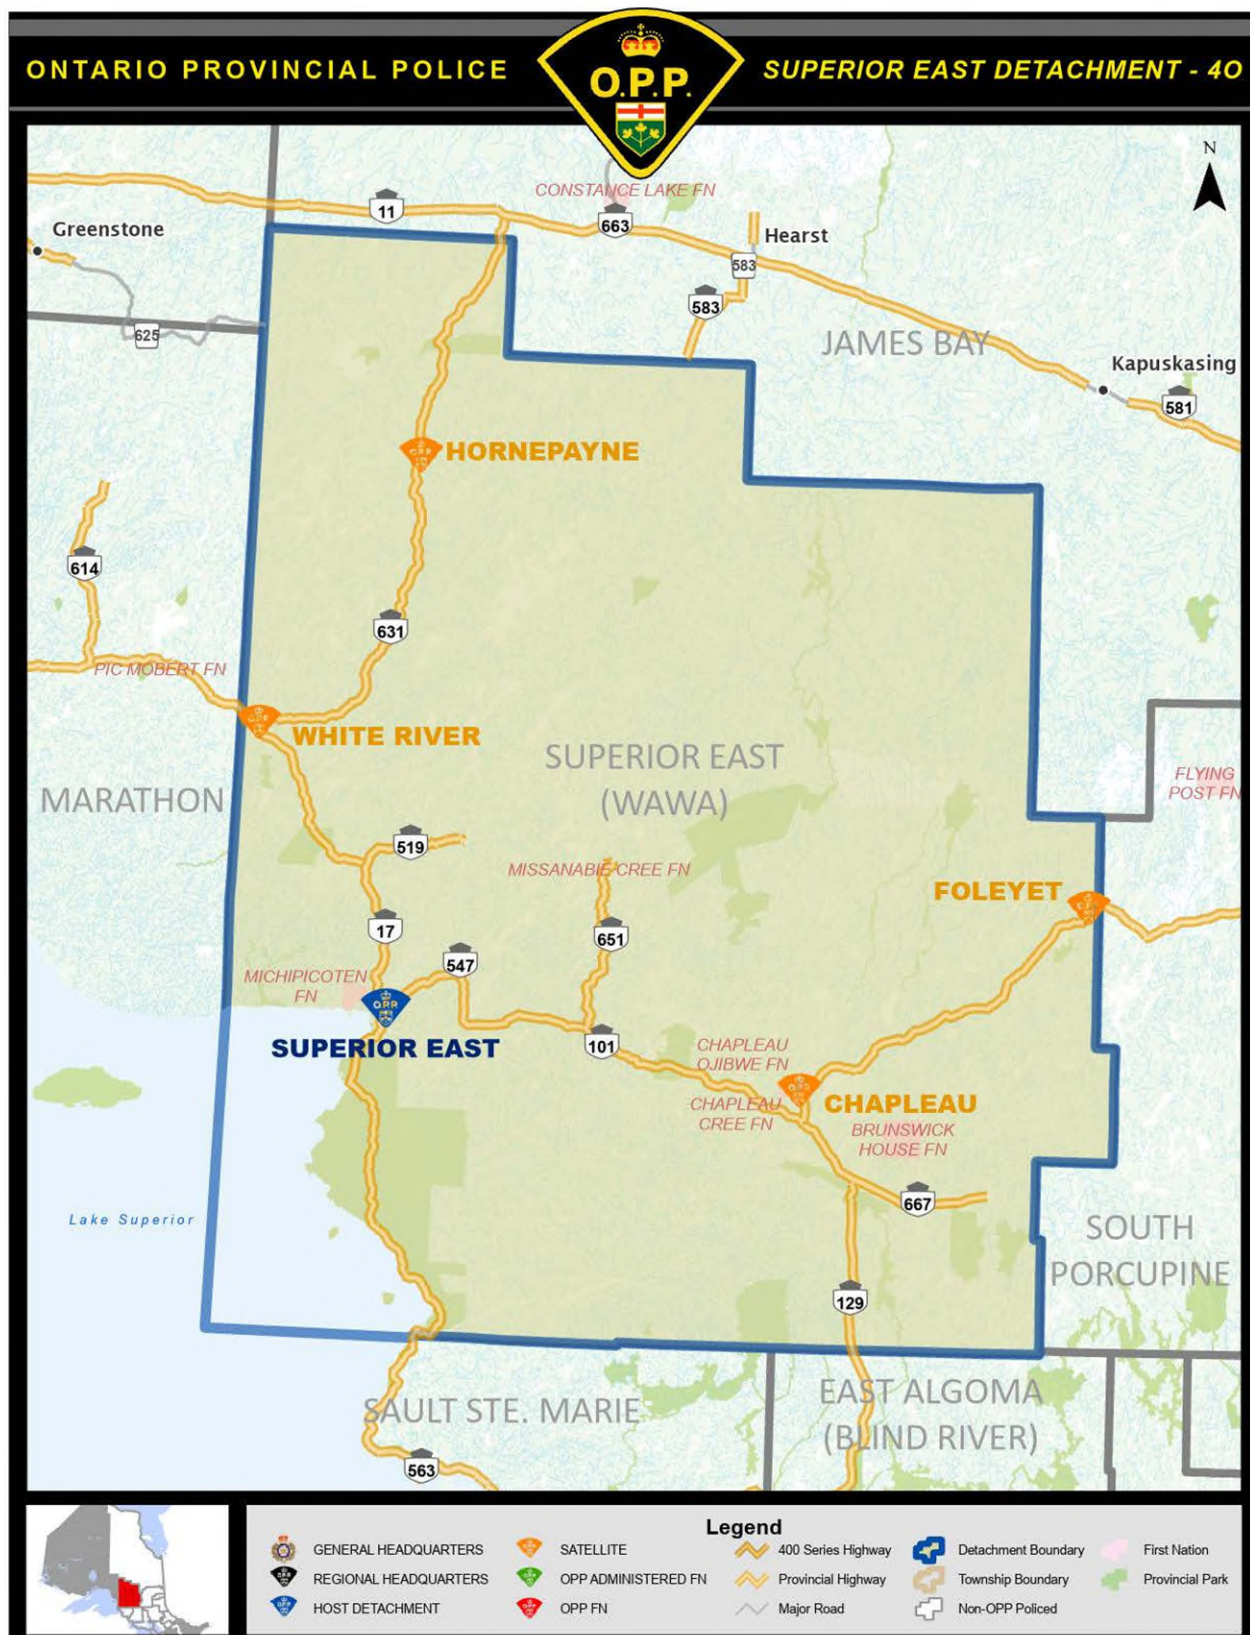 ONTARIO PROVINCIAL POLICE
O.P.P.
SUPERIOR EAST DETACHMENT - 4O
N
CONSTANCE LAKE FN
11
663
Greenstone
Hearst
583
583
625
JAMES BAY
Kapuskasing
581
HORNEPAYNE
614
631
PIC MOBERT FN
WHITE RIVER
SUPERIOR EAST
(WAWA)
MARATHON
FLYING
POST FN
519
MISSANABIE CREE FN
FOLEYET
17
651
547
MICHIPICOTEN
FN
O.P.P.
SUPERIOR EAST
101
CHAPLEAU
OJIBWE FN
CHAPLEAU
CREE FN
CHAPLEAU
BRUNSWICK
HOUSE FN
667
Lake Superior
SOUTH
PORCUPINE
129
SAULT STE. MARIE
EAST ALGOMA
(BLIND RIVER)
563
Legend
GENERAL HEADQUARTERS
REGIONAL HEADQUARTERS
HOST DETACHMENT
SATELLITE
OPP ADMINISTERED FN
OPP FN
400 Series Highway
Provincial Highway
Major Road
Detachment Boundary
Township Boundary
Non-OPP Policed
First Nation
Provincial Park